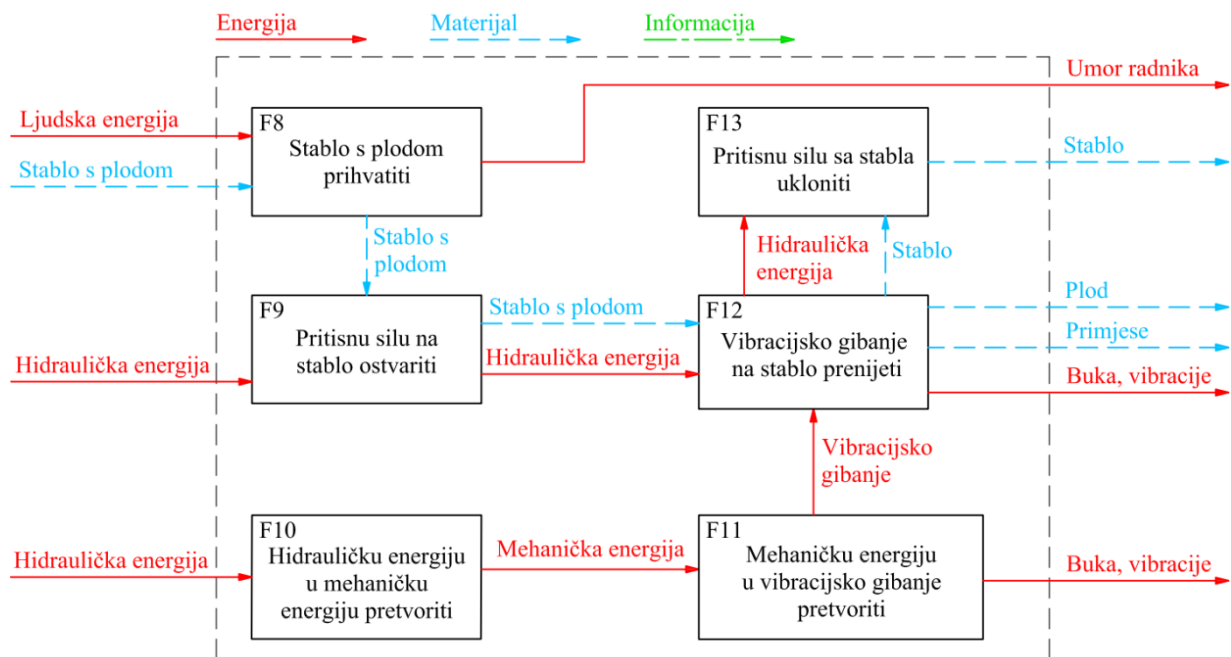 Energija
Materijal
Informacija
Umor radnika
Ljudska energija
Stablo s plodom
F8
Stablo s plodom
prihvatiti
F13
Pritisnu silu sa stabla
ukloniti
Stablo
Stablo s
plodom
Hidraulička
energija
Stablo
F9
Pritisnu silu na
stablo ostvariti
Stablo s plodom
Hidraulička energija
Hidraulička energija
F12
Vibracijsko gibanje
na stablo prenijeti
Plod
Primjese
Buka, vibracije
Vibracijsko
gibanje
F10
Hidrauličku energiju
u mehaničku
energiju pretvoriti
Hidraulička energija
Mehanička energija
F11
Mehaničku energiju
u vibracijsko gibanje
pretvoriti
Buka, vibracije